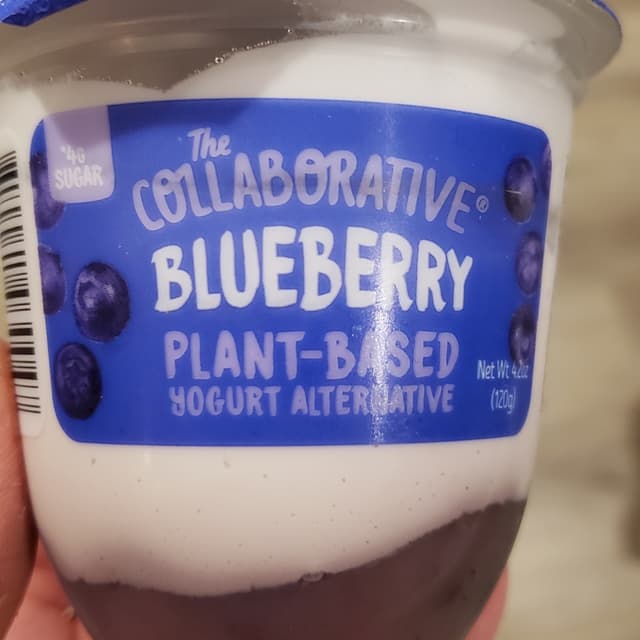 *4G
SUGAR
The
COLLABORATIVE®
BLUEBERRY
PLANT-BASED
YOGURT ALTERNATIVE
Net Wt 4.2oz
(120g)